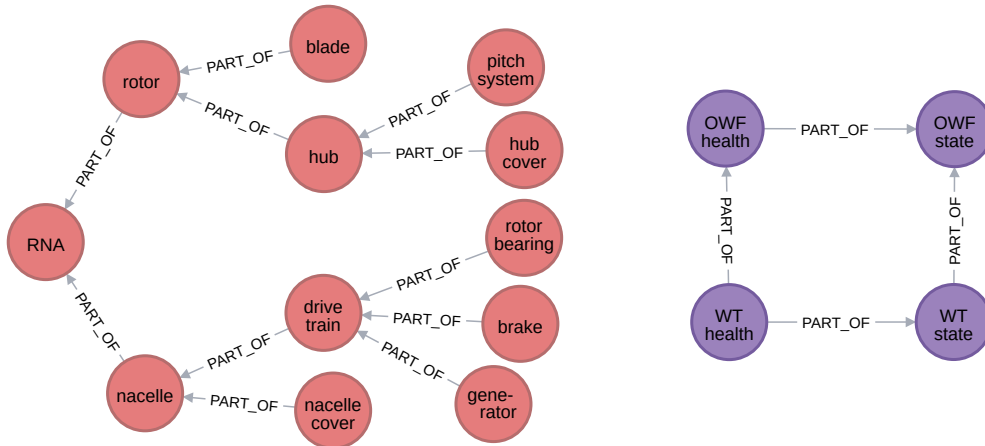 blade
PART_OF
rotor
pitch
system
PART_OF
PART_OF
hub
PART_OF
hub
cover
PART_OF
RNA
rotor
bearing
PART_OF
drive
train
PART_OF
brake
PART_OF
PART_OF
PART_OF
nacelle
PART_OF
nacelle
cover
gene-
rator
OWF
health
PART_OF
OWF
state
PART_OF
PART_OF
WT
health
PART_OF
WT
state